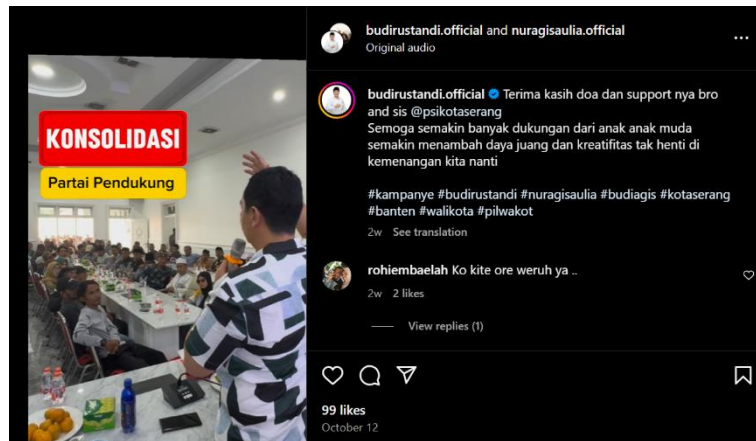 KONSOLIDASI
Partai Pendukung
budirustandi.official and nuragisaulia.official
Original audio
budirustandi.official Terima kasih doa dan support nya bro
and sis @psikotaserang
Semoga semakin banyak dukungan dari anak anak muda
semakin menambah daya juang dan kreatifitas tak henti di
kemenangan kita nanti
#kampanye #budirustandi #nuragisaulia #budiagis #kotaserang
#banten #walikota #pilwakot
2w See translation
rohiembaelah Ko kite ore weruh ya ..
2w 2 likes
View replies (1)
99 likes
October 12